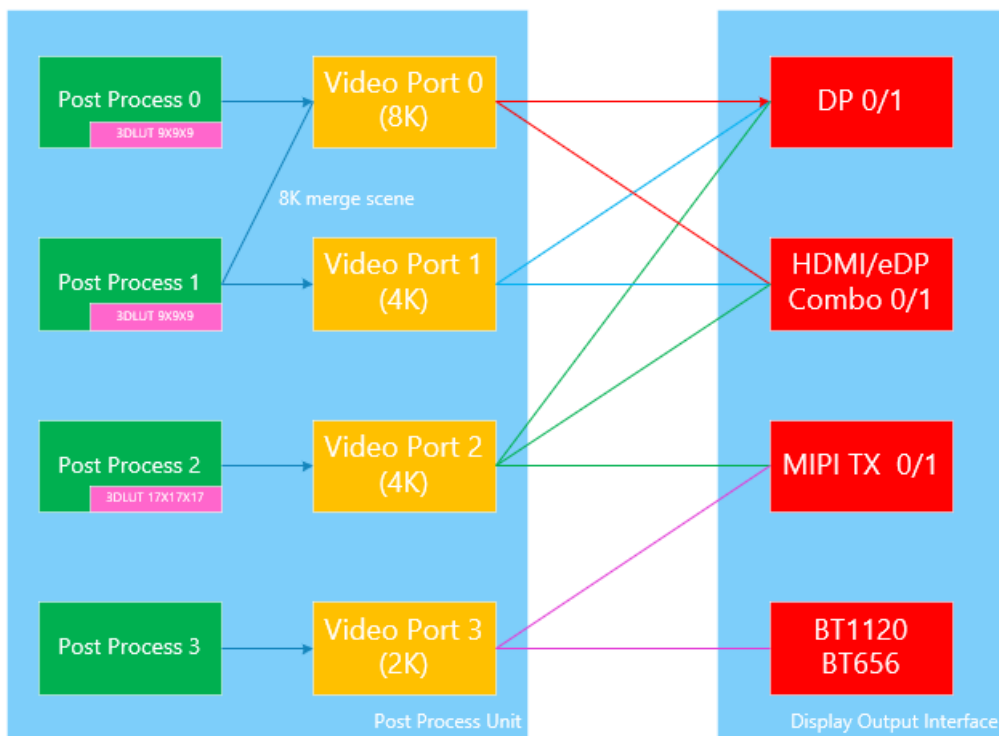 Post Process 0
3DLUT 9X9X9
Video Port 0
(8K)
DP 0/1
8K merge scene
Post Process 1
3DLUT 9X9X9
Video Port 1
(4K)
HDMI/eDP
Combo 0/1
Post Process 2
3DLUT 17X17X17
Video Port 2
(4K)
MIPI TX  0/1
Post Process 3
Video Port 3
(2K)
BT1120
BT656
Post Process Unit
Display Output Interface